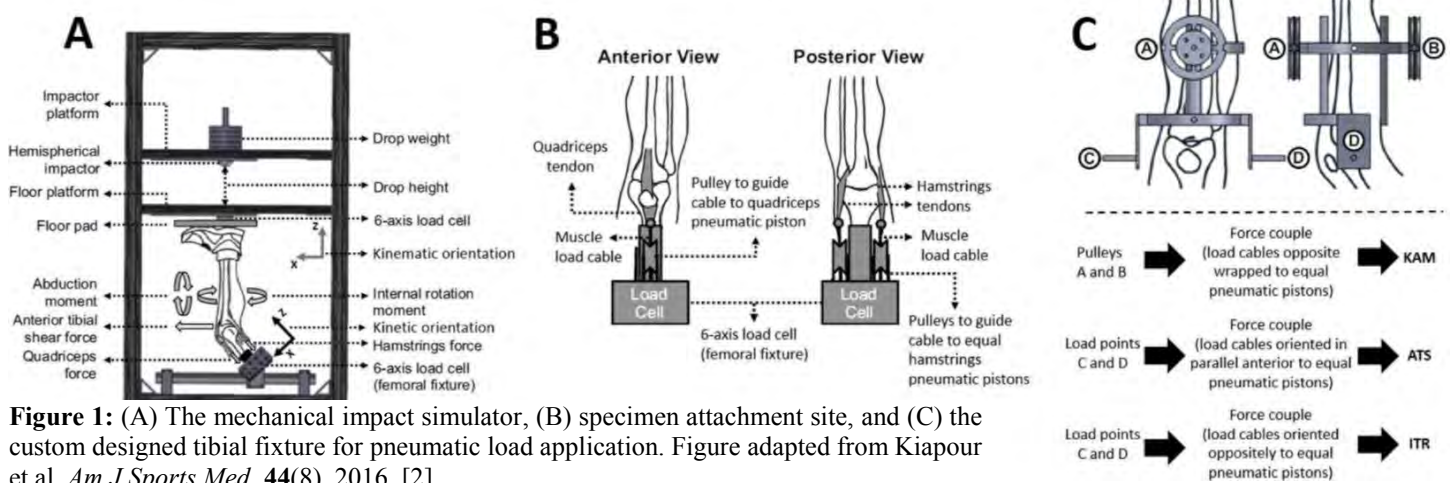 A
Impactor
platform
Hemispherical
impactor
Floor platform
Floor pad
Abduction
moment
Anterior tibial
shear force
Quadriceps
force
Drop weight
Drop height
6-axis load cell
z
x
Kinematic orientation
Internal rotation
moment
z
Kinetic orientation
x
Hamstrings force
6-axis load cell
(femoral fixture)
B
Anterior View
Posterior View
Quadriceps
tendon
Pulley to guide
cable to quadriceps
pneumatic piston
Hamstrings
tendons
Muscle
load cable
Muscle
load cable
Load
Cell
Load
Cell
6-axis load cell
(femoral fixture)
Pulleys to guide
cable to equal
hamstrings
pneumatic pistons
C
A
A
B
C
D
D
Pulleys
A and B
Force couple
(load cables opposite
wrapped to equal
pneumatic pistons)
KAM
Load points
C and D
Force couple
(load cables oriented in
parallel anterior to equal
pneumatic pistons)
ATS
Load points
C and D
Force couple
(load cables oriented
oppositely to equal
pneumatic pistons)
ITR
Figure 1: (A) The mechanical impact simulator, (B) specimen attachment site, and (C) the
custom designed tibial fixture for pneumatic load application. Figure adapted from Kiapour
et al. Am J Sports Med. 44(8), 2016. [2]